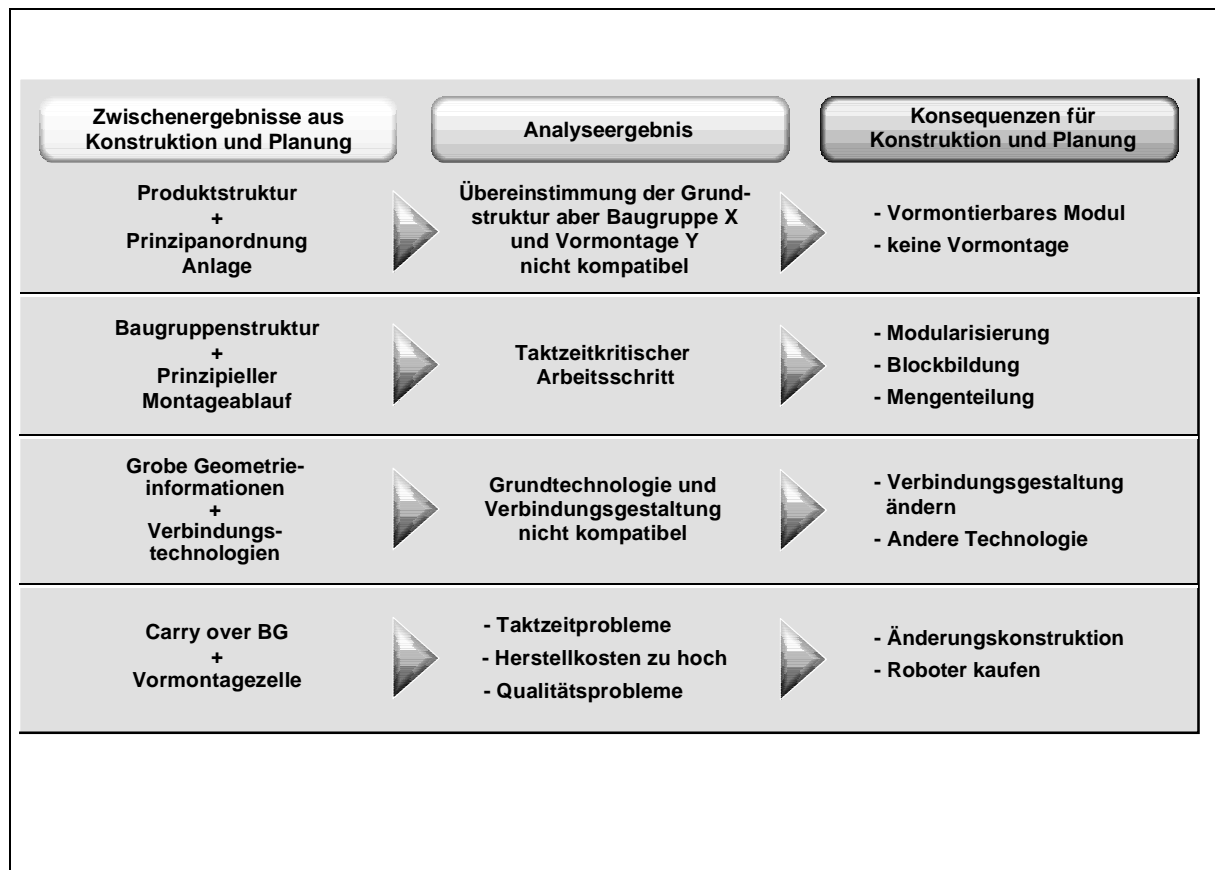 Zwischenergebnisse aus
Konstruktion und Planung
Analyseergebnis
Konsequenzen für
Konstruktion und Planung
Produktstruktur
+
Prinzipanordnung
Anlage
Übereinstimmung der Grund-
struktur aber Baugruppe X
und Vormontage Y
nicht kompatibel
- Vormontierbares Modul
- keine Vormontage
Baugruppenstruktur
+
Prinzipieller
Montageablauf
Taktzeitkritischer
Arbeitsschritt
- Modularisierung
- Blockbildung
- Mengenteilung
Grobe Geometrie-
informationen
+
Verbindungs-
technologien
Grundtechnologie und
Verbindungsgestaltung
nicht kompatibel
- Verbindungsgestaltung
ändern
- Andere Technologie
Carry over BG
+
Vormontagezelle
- Taktzeitprobleme
- Herstellkosten zu hoch
- Qualitätsprobleme
- Änderungskonstruktion
- Roboter kaufen